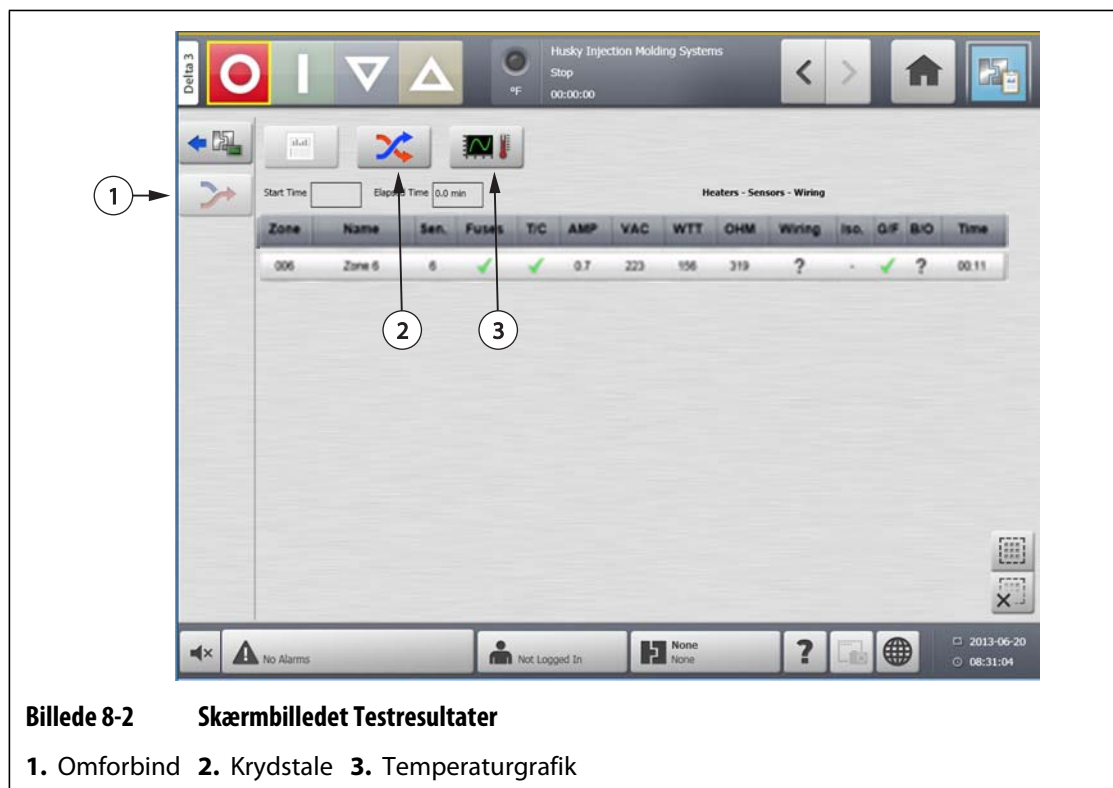 Delta 3
Husky Injection Molding Systems
Stop
°F 00:00:00
1
Start Time Elapsed Time 0.0 min Heaters - Sensors - Wiring
Zone Name Sen. Fuses T/C AMP VAC WTT OHM Wiring Iso. G/F B/O Time
006 Zone 6 6 0.7 223 156 319 ? - ? 00:11
2 3
No Alarms Not Logged In None
None
? 2013-06-20
08:31:04
Billede 8-2 Skærmbilledet Testresultater
1. Omforbind 2. Krydstale 3. Temperaturgrafik